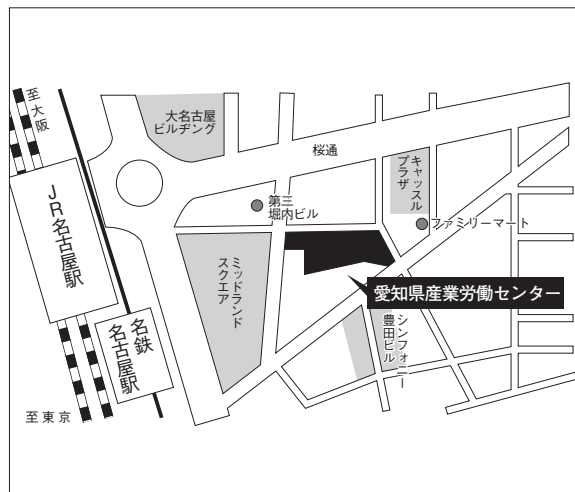 至大阪
大名古屋
ビルヂング
桜通
キャッスル
プラザ
第三
堀内ビル
ファミリーマート
JR名古屋駅
ミッドランド
スクエア
愛知県産業労働センター
名鉄
名古屋駅
シンフォニー
豊田ビル
至東京